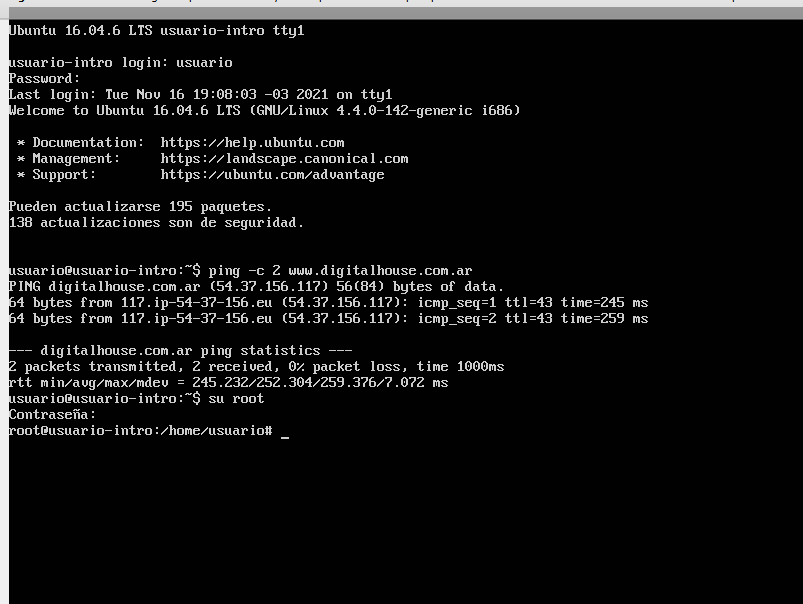 Ubuntu 16.04.6 LTS usuario-intro tty1
usuario-intro login: usuario
Password:
Last login: Tue Nov 16 19:08:03 -03 2021 on tty1
Welcome to Ubuntu 16.04.6 LTS (GNU/Linux 4.4.0-142-generic i686)
* Documentation:  https://help.ubuntu.com
* Management:     https://landscape.canonical.com
* Support:        https://ubuntu.com/advantage
Pueden actualizarse 195 paquetes.
138 actualizaciones son de seguridad.
usuario@usuario-intro:~$ ping -c 2 www.digitalhouse.com.ar
PING digitalhouse.com.ar (54.37.156.117) 56(84) bytes of data.
64 bytes from 117.ip-54-37-156.eu (54.37.156.117): icmp_seq=1 ttl=43 time=245 ms
64 bytes from 117.ip-54-37-156.eu (54.37.156.117): icmp_seq=2 ttl=43 time=259 ms
--- digitalhouse.com.ar ping statistics ---
2 packets transmitted, 2 received, 0% packet loss, time 1000ms
rtt min/avg/max/mdev = 245.232/252.304/259.376/7.072 ms
usuario@usuario-intro:~$ su root
Contraseña:
root@usuario-intro:/home/usuario# _